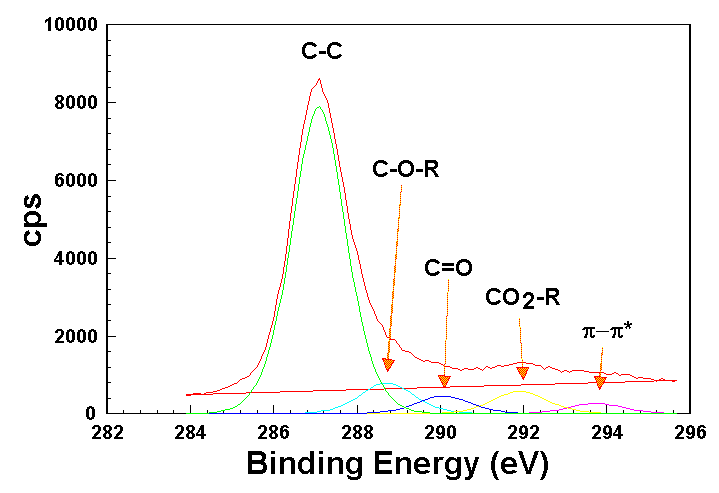 10000
C-C
8000
C-O-R
6000
cps
4000
C=O
CO2-R
2000
π-π*
0
282 284 286 288 290 292 294 296
Binding Energy (eV)